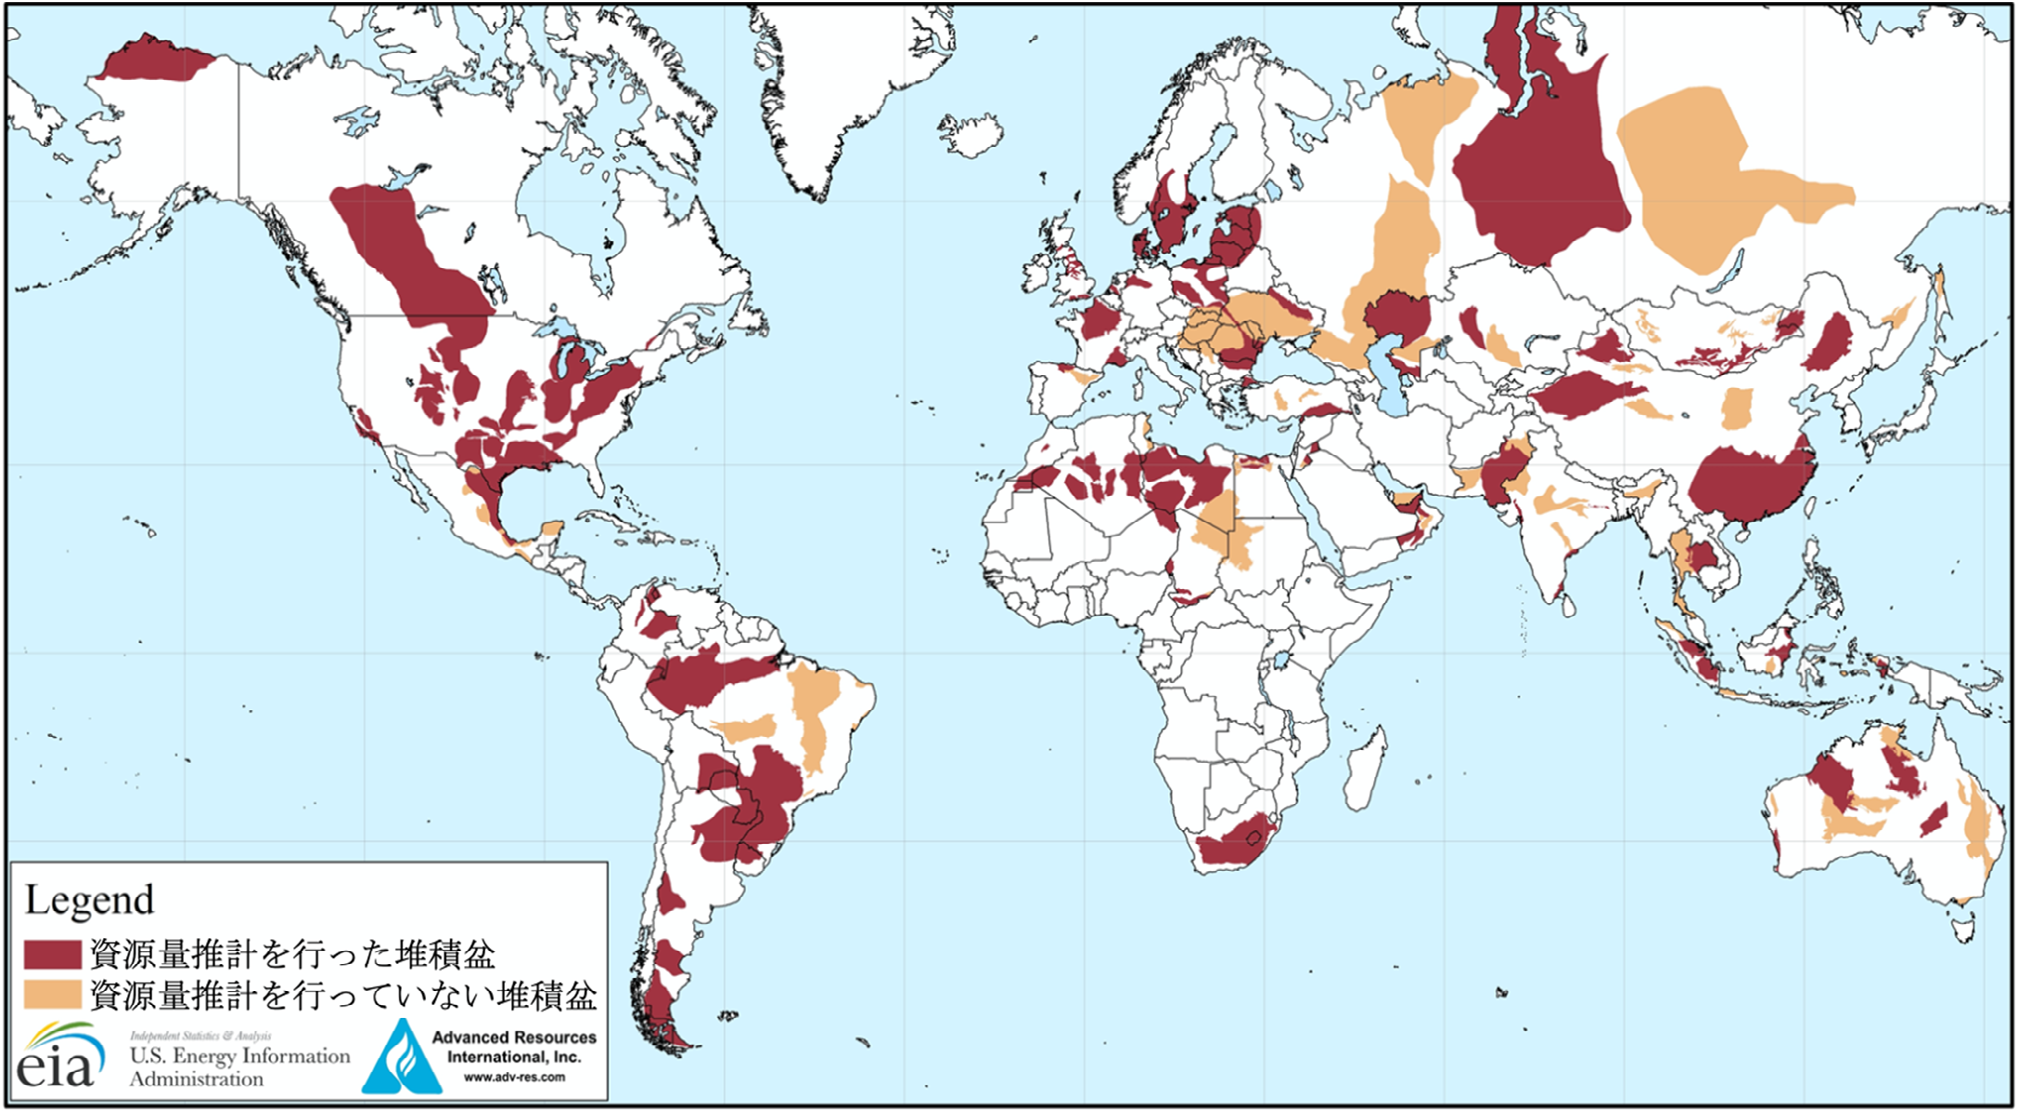 Legend
資源量推計を行った堆積盆
資源量推計を行っていない堆積盆
eia
Independent Statistics & Analysis
U.S. Energy Information
Administration
Advanced Resources
International, Inc.
www.adv-res.com